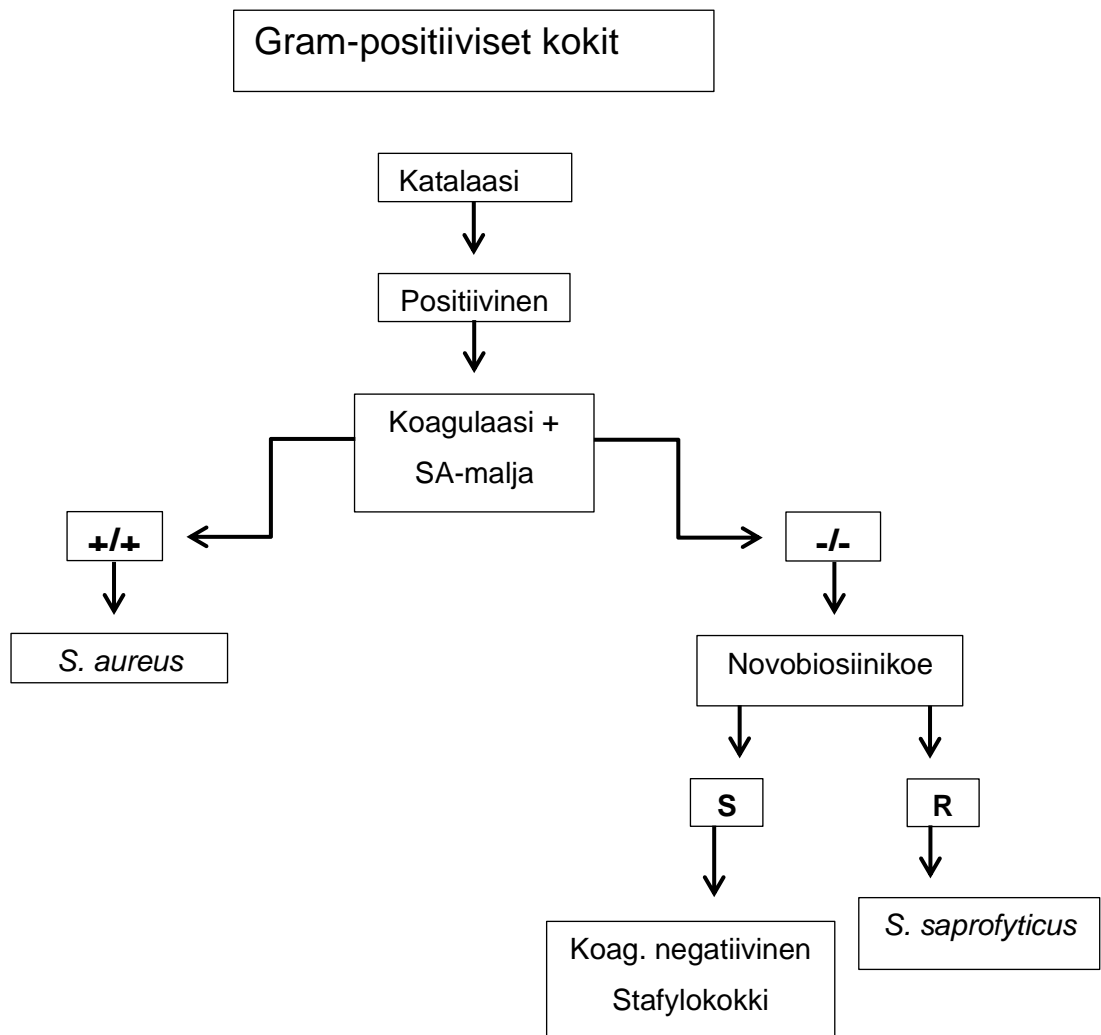 Gram-positiiviset kokit
Katalaasi
Positiivinen
Koagulaasi +
SA-malja
+/+
-/-
S. aureus
Novobiosiinikoe
S
R
Koag. negatiivinen
Stafylokokki
S. saprofyticus